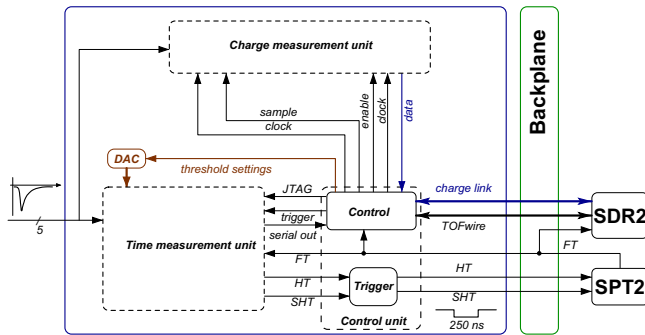 Charge measurement unit
Backplane
sample
clock
enable
clock
data
DAC
threshold settings
5
Time measurement unit
JTAG
trigger
serial out
Control
charge link
TOFwire
SDR2
FT
FT
HT
SHT
Trigger
HT
SHT
SPT2
Control unit
250 ns